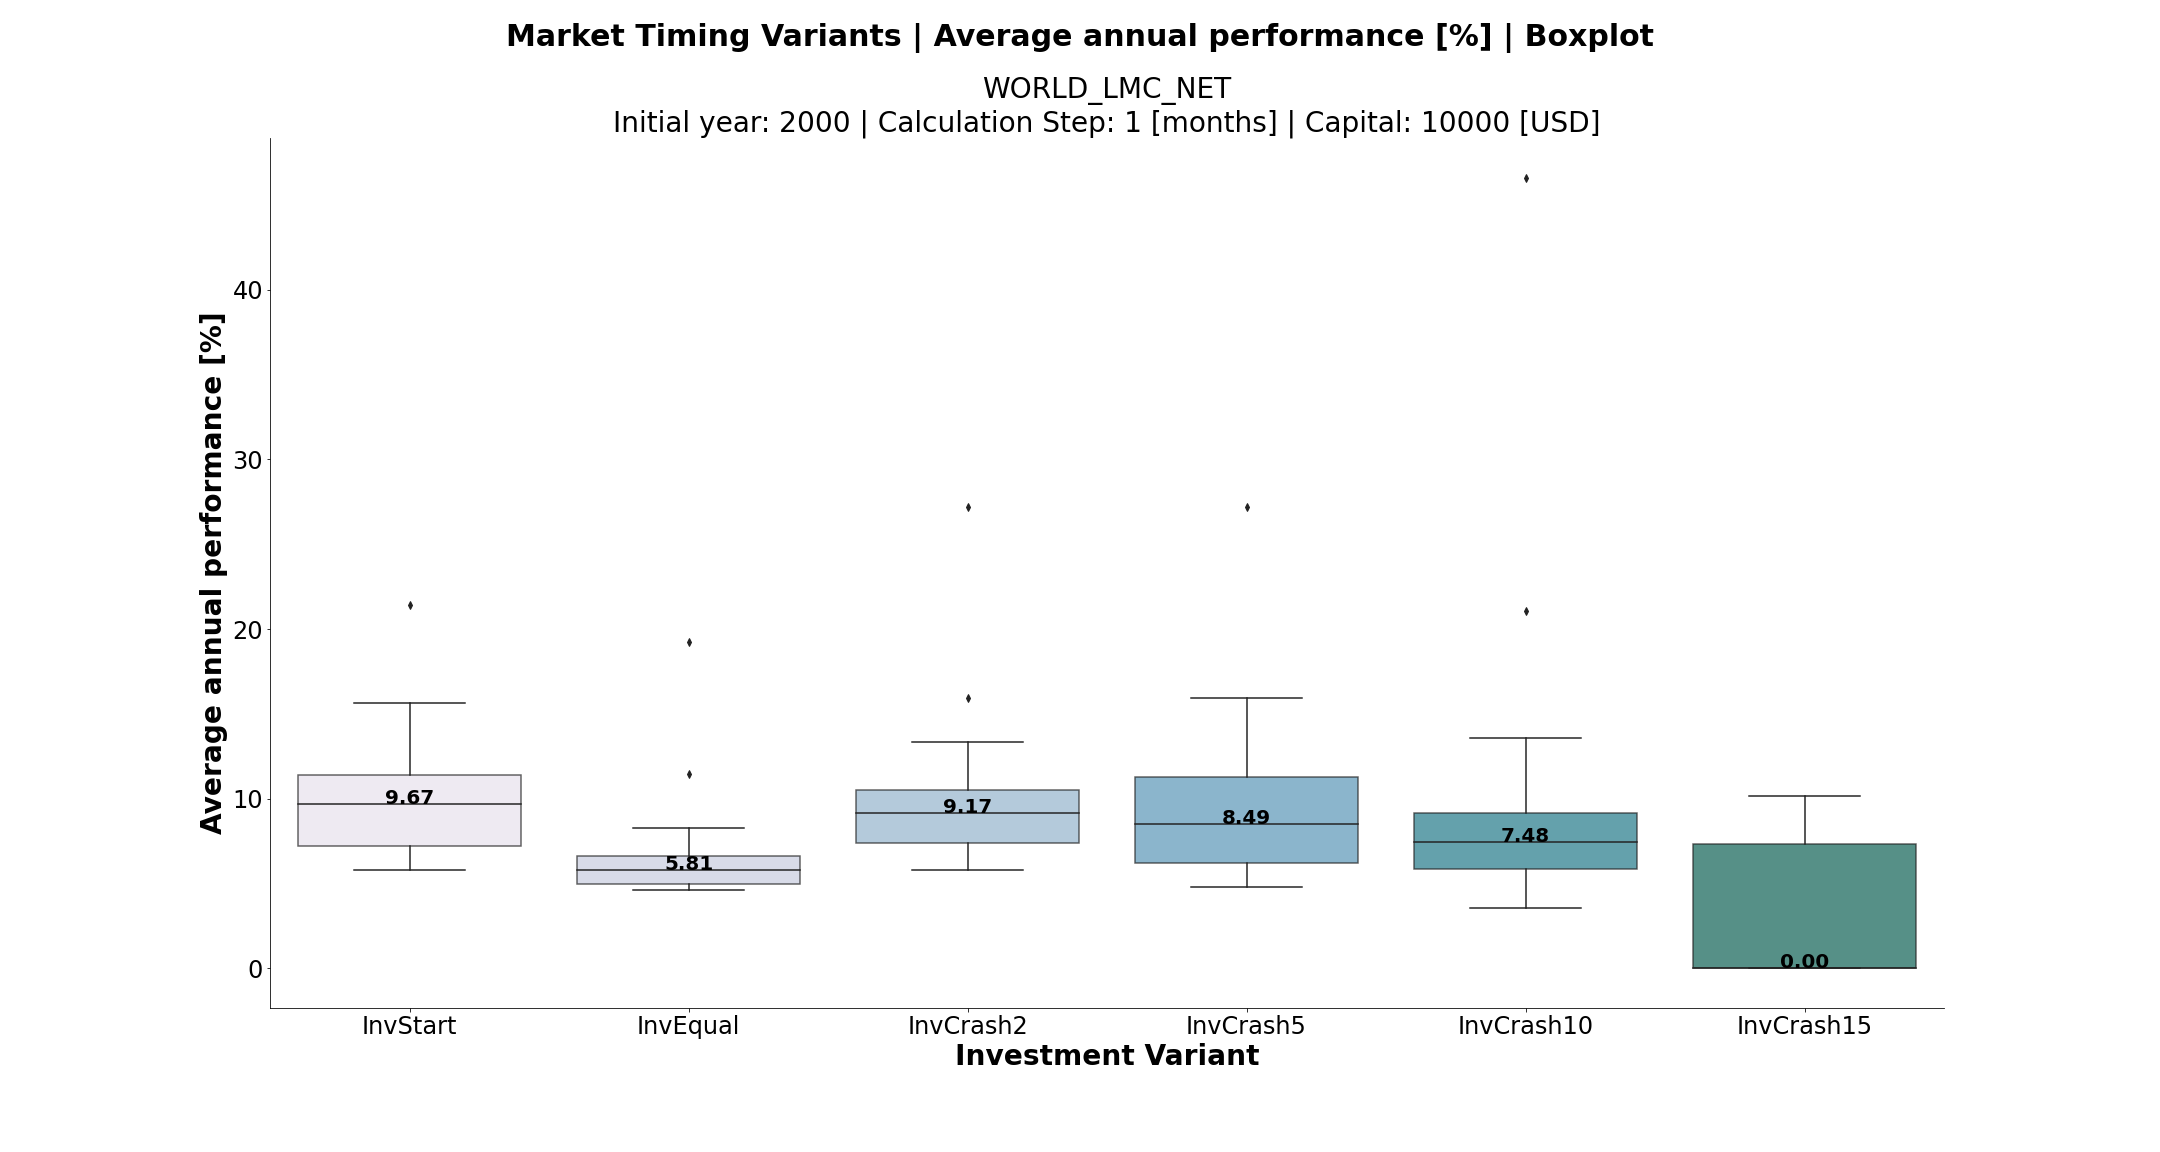 Market Timing Variants | Average annual performance [%] | Boxplot
WORLD_LMC_NET
Initial year: 2000 | Calculation Step: 1 [months] | Capital: 10000 [USD]
Average annual performance [%]
40
30
20
10
0
9.67
5.81
9.17
8.49
7.48
0.00
InvStart
InvEqual
InvCrash2
InvCrash5
InvCrash10
InvCrash15
Investment Variant